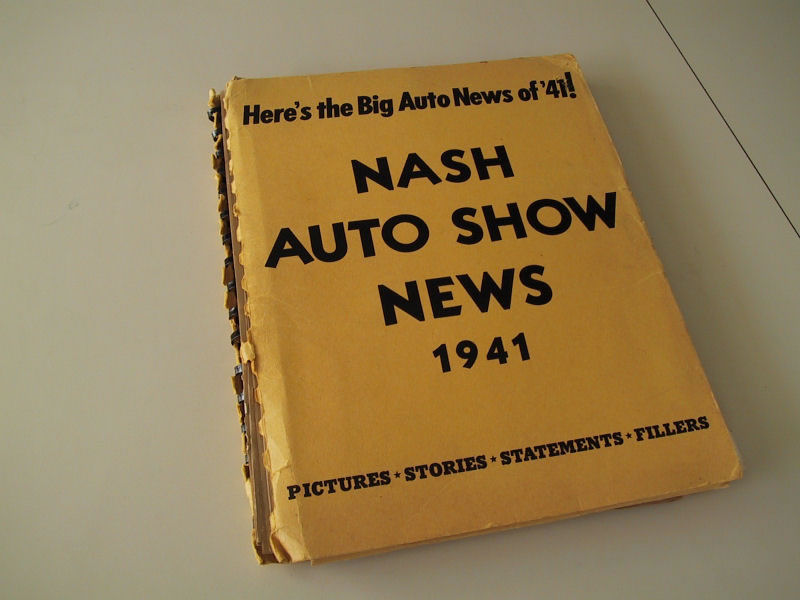 Here's the Big Auto News of '41!
NASH
AUTO SHOW
NEWS
1941
PICTURES ★ STORIES ★ STATEMENTS ★ FILLERS